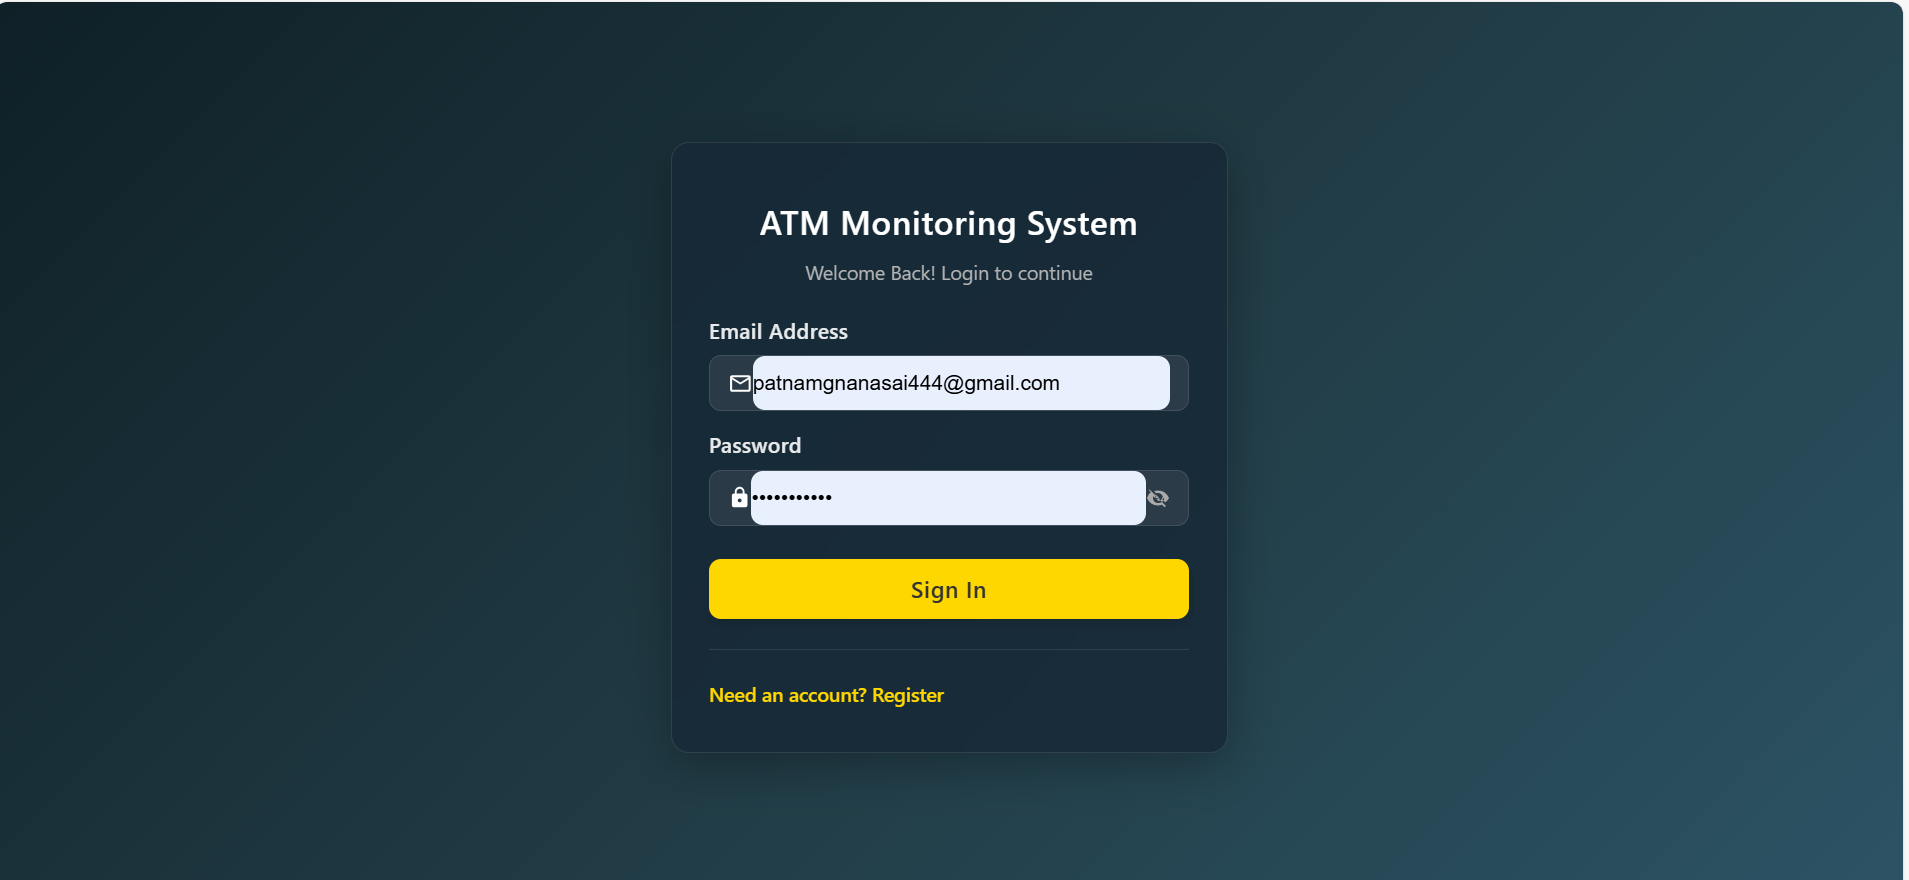 ATM Monitoring System
Welcome Back! Login to continue
Email Address
patnamgnanasai444@gmail.com
Password
•••••••••••
Sign In
Need an account? Register